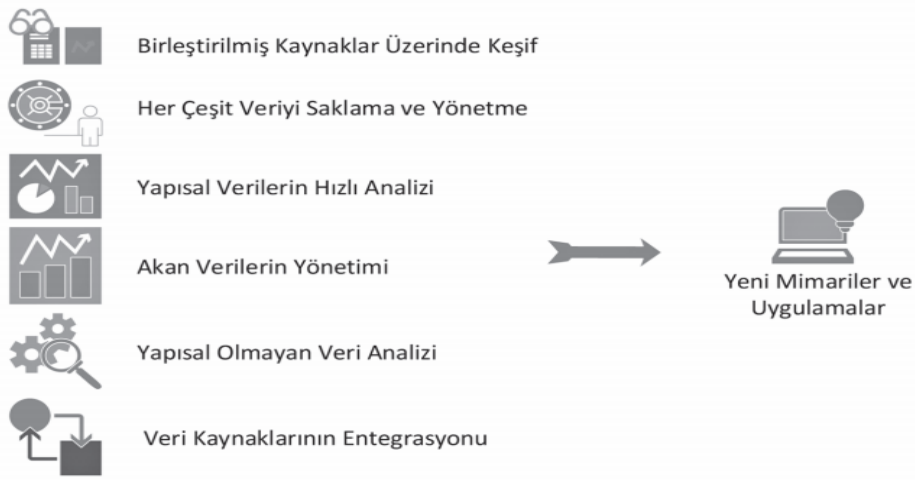 Birleştirilmiş Kaynaklar Üzerinde Keşif
Her Çeşit Veriyi Saklama ve Yönetme
Yapısal Verilerin Hızlı Analizi
Akan Verilerin Yönetimi
Yapısal Olmayan Veri Analizi
Veri Kaynaklarının Entegrasyonu
Yeni Mimariler ve
Uygulamalar